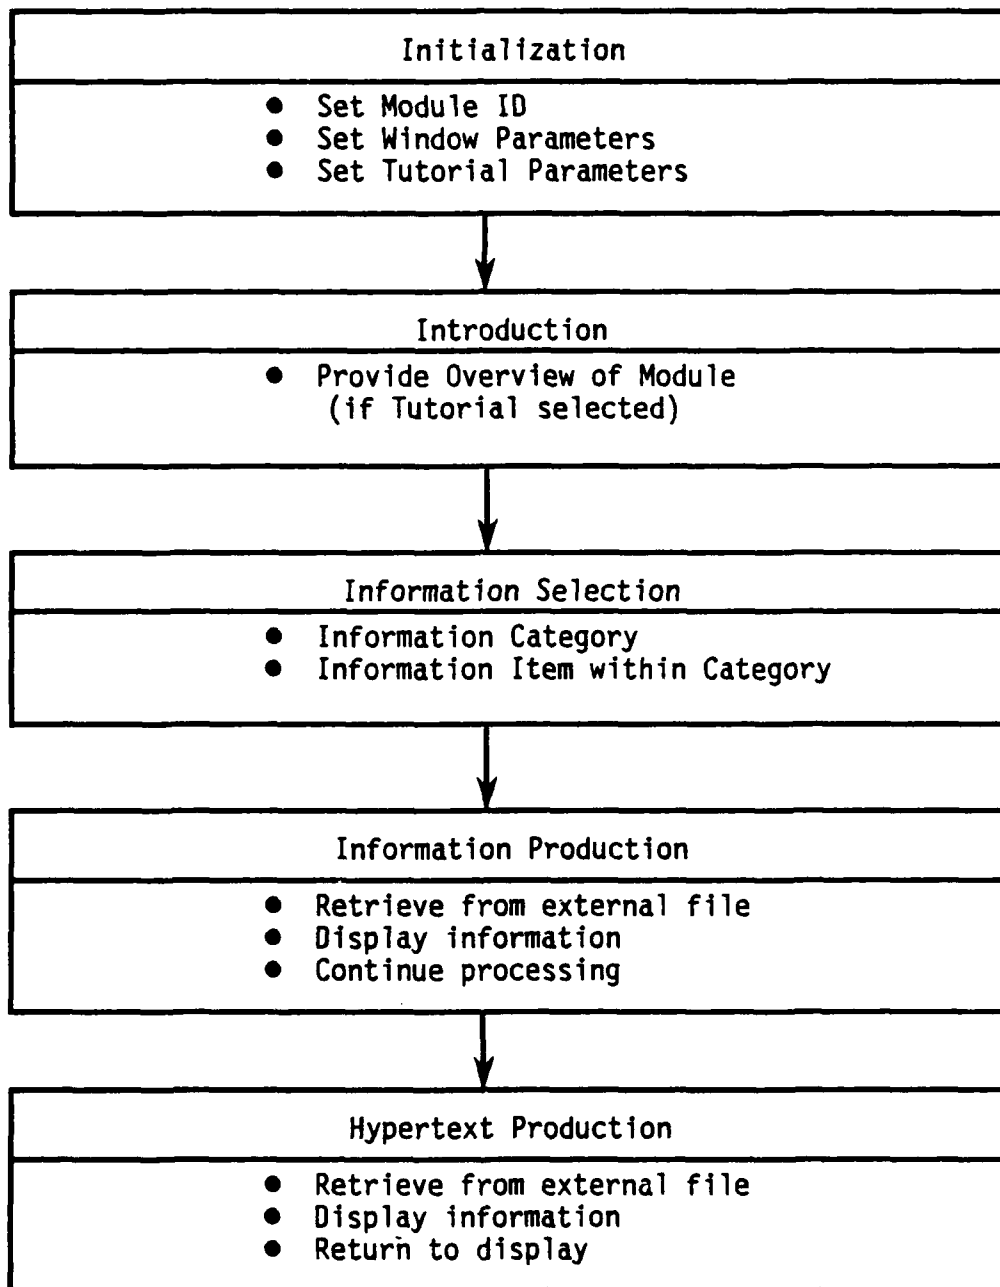 Initialization
● Set Module ID
● Set Window Parameters
● Set Tutorial Parameters
Introduction
● Provide Overview of Module
(if Tutorial selected)
Information Selection
● Information Category
● Information Item within Category
Information Production
● Retrieve from external file
● Display information
● Continue processing
Hypertext Production
● Retrieve from external file
● Display information
● Return to display